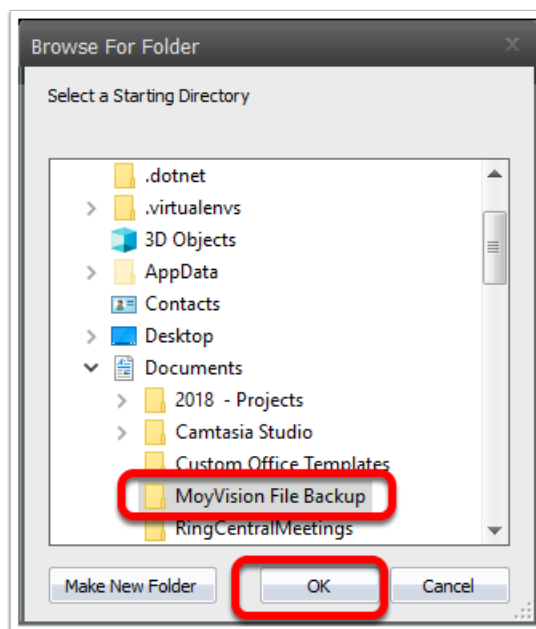 Browse For Folder
Select a Starting Directory
.dotnet
.virtualenvs
3D Objects
AppData
Contacts
Desktop
Documents
2018  - Projects
Camtasia Studio
Custom Office Templates
MoyVision File Backup
RingCentralMeetings
Make New Folder OK Cancel